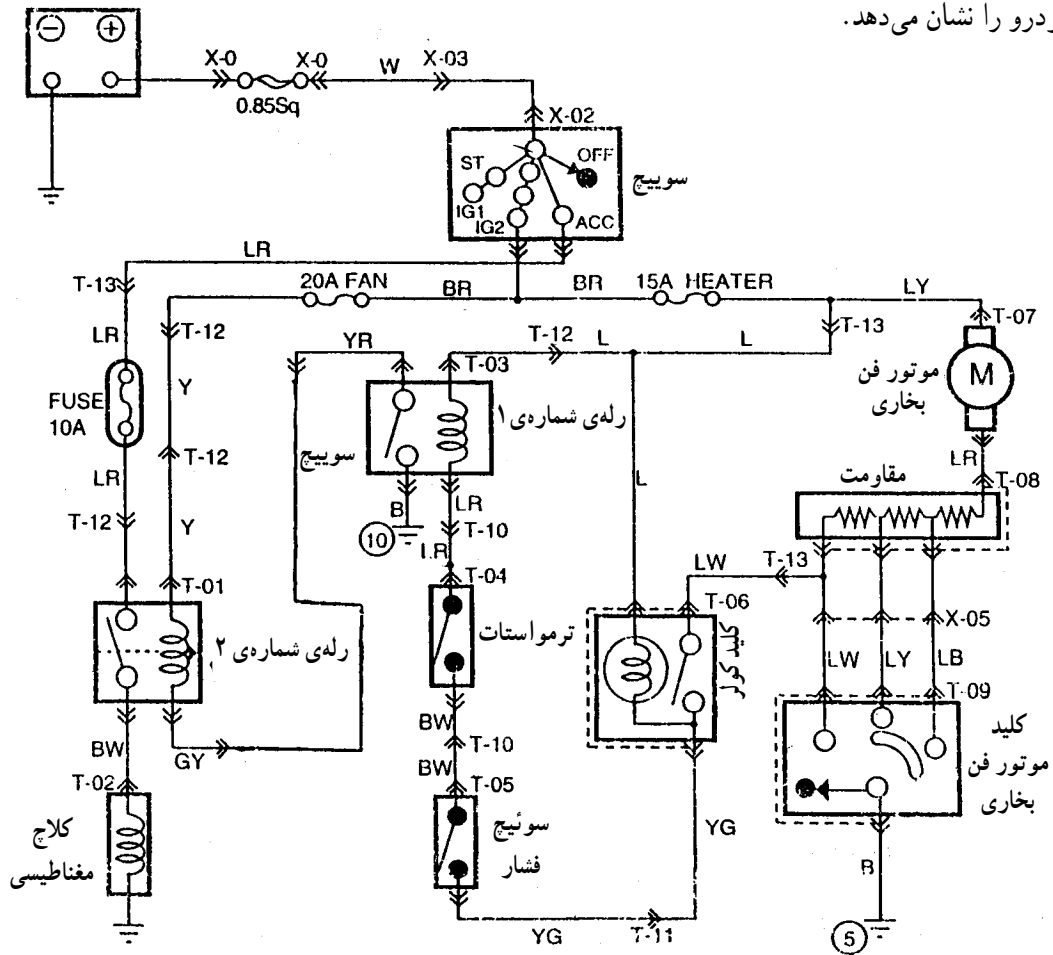 ردرو را نشان می‌دهد.
− +
X-0 X-0 W X-03
0.85Sq
X-02
ST OFF
IG1 IG2 ACC
سوییچ
LR
T-13
20A FAN BR BR 15A HEATER LY
T-12 T-13 T-07
LR YR T-12 L L
T-03
FUSE
10A
Y
موتور فن
بخاری
M
رله‌ی شماره‌ی ۱
سوییچ
T-12
LR
LR
T-08
مقاومت
T-12
Y
B
LR
L
10
T-10
LR
T-01
T-04
LW T-13
T-06
X-05
رله‌ی شماره‌ی ۲
ترمواستات
کلید کولر
LW LY LB
T-09
BW
GY
BW
T-10
BW
T-05
کلید
موتور فن
بخاری
T-02
کلاچ
مغناطیسی
سوئیچ
فشار
YG
B
YG T-11
5